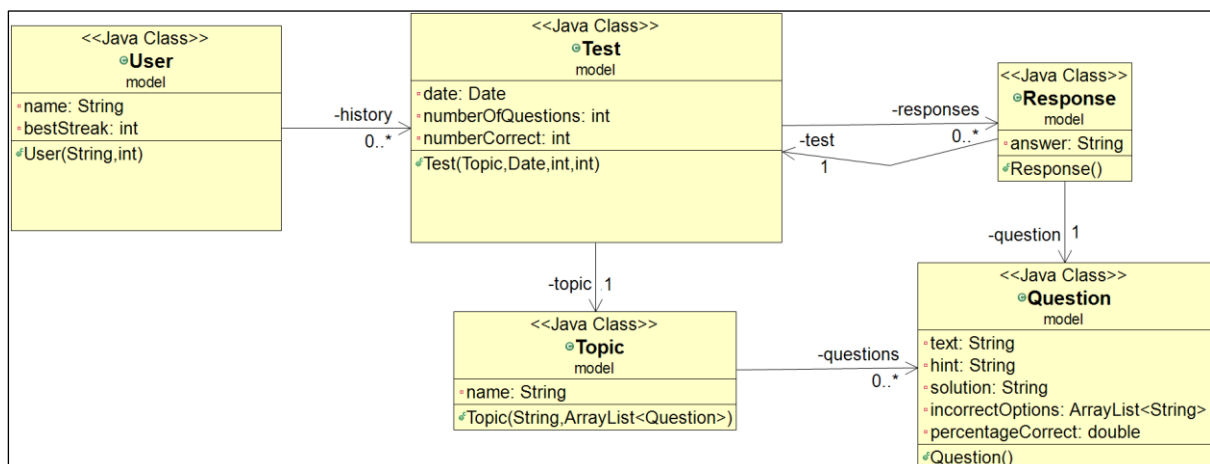 <<Java Class>>
User
model
name: String
bestStreak: int
User(String,int)
-history
0..*
<<Java Class>>
Test
model
date: Date
numberOfQuestions: int
numberCorrect: int
Test(Topic,Date,int,int)
-responses
0..*
-test
1
<<Java Class>>
Response
model
answer: String
Response()
-question
1
-topic
1
<<Java Class>>
Topic
model
name: String
Topic(String,ArrayList<Question>)
-questions
0..*
<<Java Class>>
Question
model
text: String
hint: String
solution: String
incorrectOptions: ArrayList<String>
percentageCorrect: double
Question()